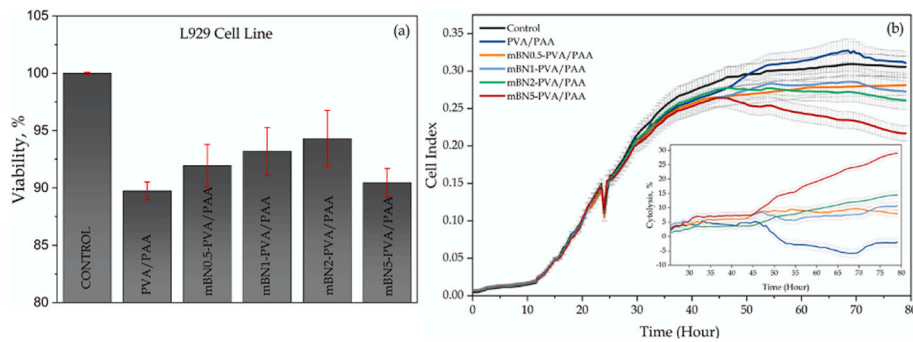 L929 Cell Line
(a)
Viability, %
100
95
90
85
80
CONTROL
PVA/PAA
mBN0.5-PVA/PAA
mBN1-PVA/PAA
mBN2-PVA/PAA
mBN5-PVA/PAA
(b)
Control
PVA/PAA
mBN0.5-PVA/PAA
mBN1-PVA/PAA
mBN2-PVA/PAA
mBN5-PVA/PAA
Cell Index
0.35
0.30
0.25
0.20
0.15
0.10
0.05
0.00
0 10 20 30 40 50 60 70 80
Time (Hour)
Cytolysis, %
30
25
20
15
10
5
0
-5
-10
25 30 35 40 45 50 55 60 65 70 75 80
Time (Hour)